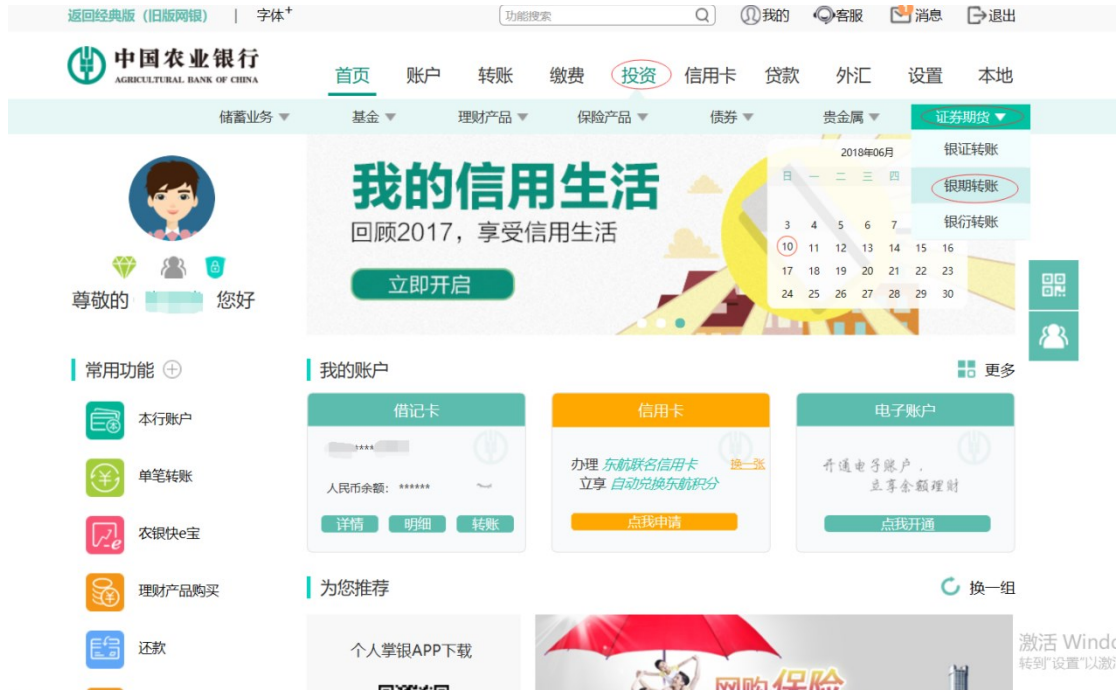 返回经典版（旧版网银） | 字体+
功能搜索
我的
客服
消息
退出
中国农业银行
AGRICULTURAL BANK OF CHINA
首页 账户 转账 缴费 投资 信用卡 贷款 外汇 设置 本地
储蓄业务 基金 理财产品 保险产品 债券 贵金属 证券期货
银证转账
银期转账
银衍转账
我的信用生活
回顾2017，享受信用生活
立即开启
2018年06月
日 一 二 三 四
3 4 5 6 7
10 11 12 13 14 15 16
17 18 19 20 21 22 23
24 25 26 27 28 29 30
尊敬的 您好
常用功能
本行账户
单笔转账
农银快e宝
理财产品购买
还款
我的账户
更多
借记卡
****
人民币余额：******
详情 明细 转账
信用卡
办理 东航联名信用卡 换一张
立享 自动兑换东航积分
点我申请
电子账户
开通电子账户，
立享余额理财
点我开通
为您推荐
换一组
个人掌银APP下载
网购保险
激活 Windo
转到"设置"以激